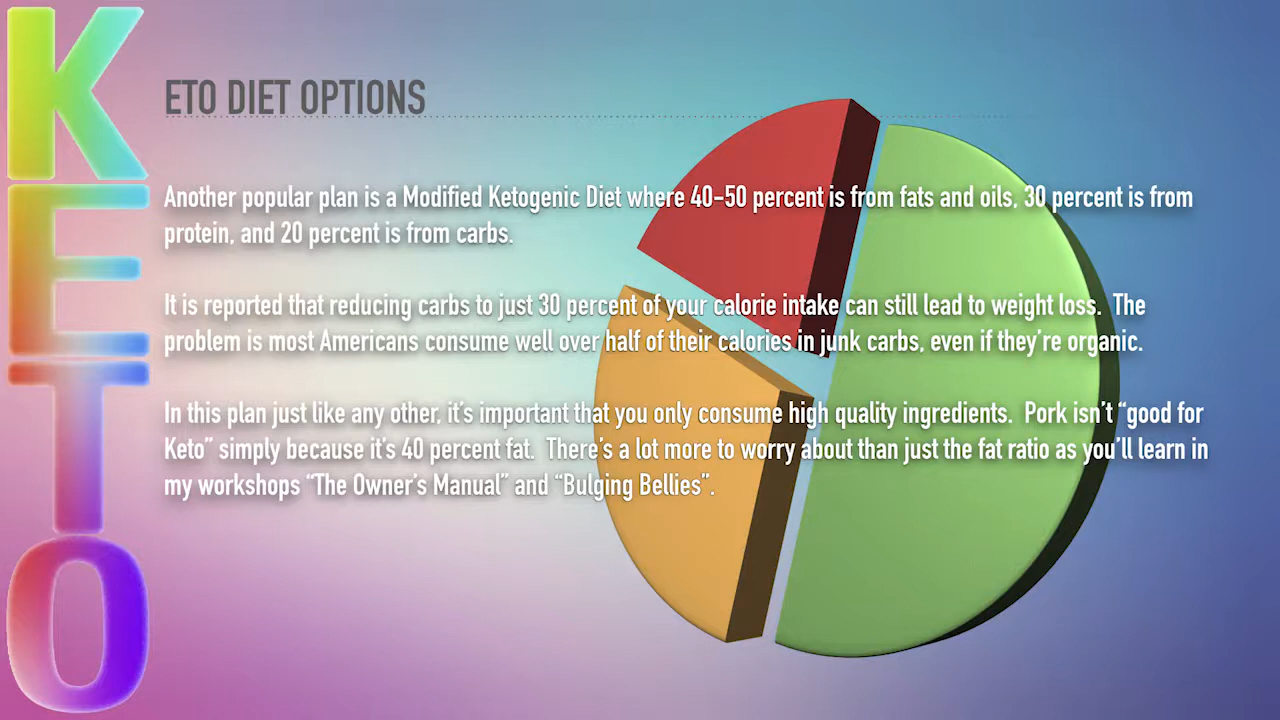 KETO
ETO DIET OPTIONS
Another popular plan is a Modified Ketogenic Diet where 40-50 percent is from fats and oils, 30 percent is from
protein, and 20 percent is from carbs.
It is reported that reducing carbs to just 30 percent of your calorie intake can still lead to weight loss.  The
problem is most Americans consume well over half of their calories in junk carbs, even if they’re organic.
In this plan just like any other, it’s important that you only consume high quality ingredients.  Pork isn’t “good for
Keto” simply because it’s 40 percent fat.  There’s a lot more to worry about than just the fat ratio as you’ll learn in
my workshops “The Owner’s Manual” and “Bulging Bellies”.